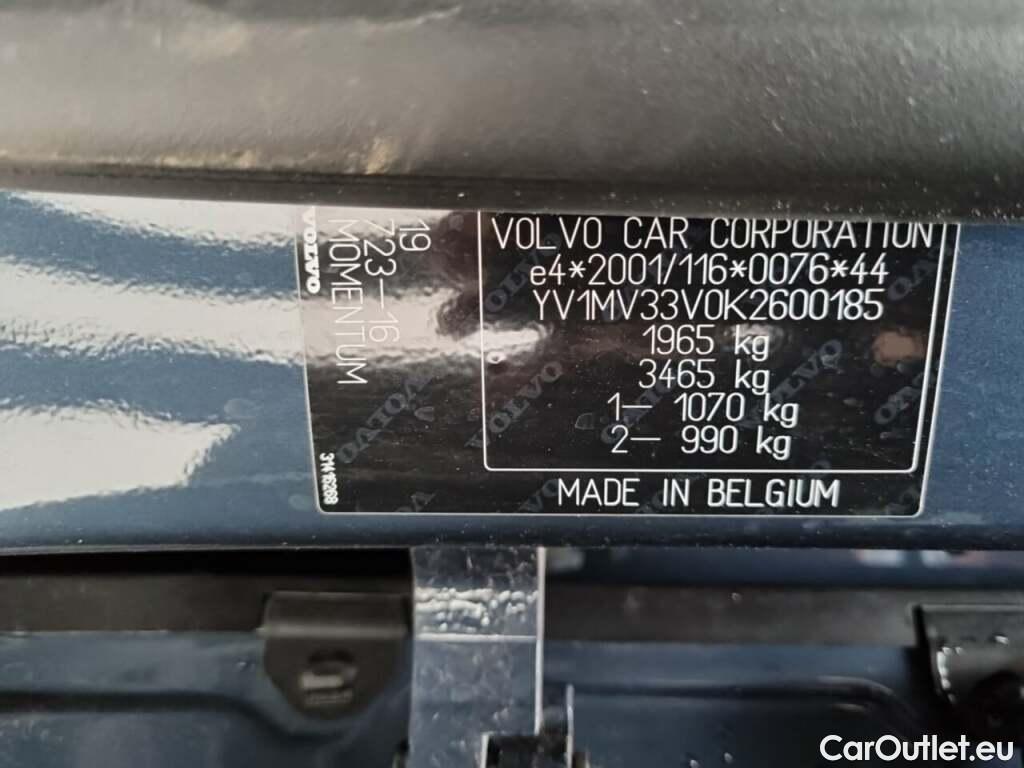 VOLVO
19
723-16
MOMENTUM
VOLVO CAR CORPORATION
e4*2001/116*0076*44
YV1MV33V0K2600185
1965 kg
3465 kg
1- 1070 kg
2- 990 kg
MADE IN BELGIUM
CarOutlet.eu